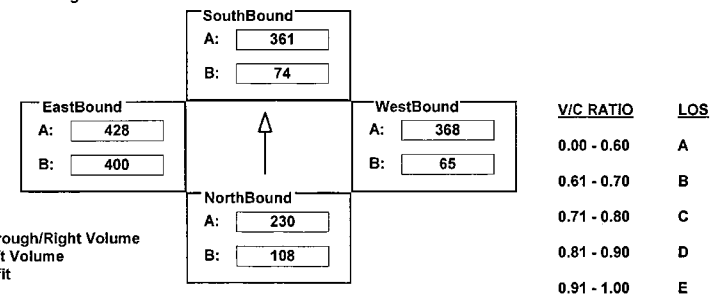 SouthBound
A: 361
B: 74
EastBound
A: 428
B: 400
WestBound
A: 368
B: 65
NorthBound
A: 230
B: 108
rough/Right Volume
t Volume
fit
V/C RATIO LOS
0.00 - 0.60 A
0.61 - 0.70 B
0.71 - 0.80 C
0.81 - 0.90 D
0.91 - 1.00 E